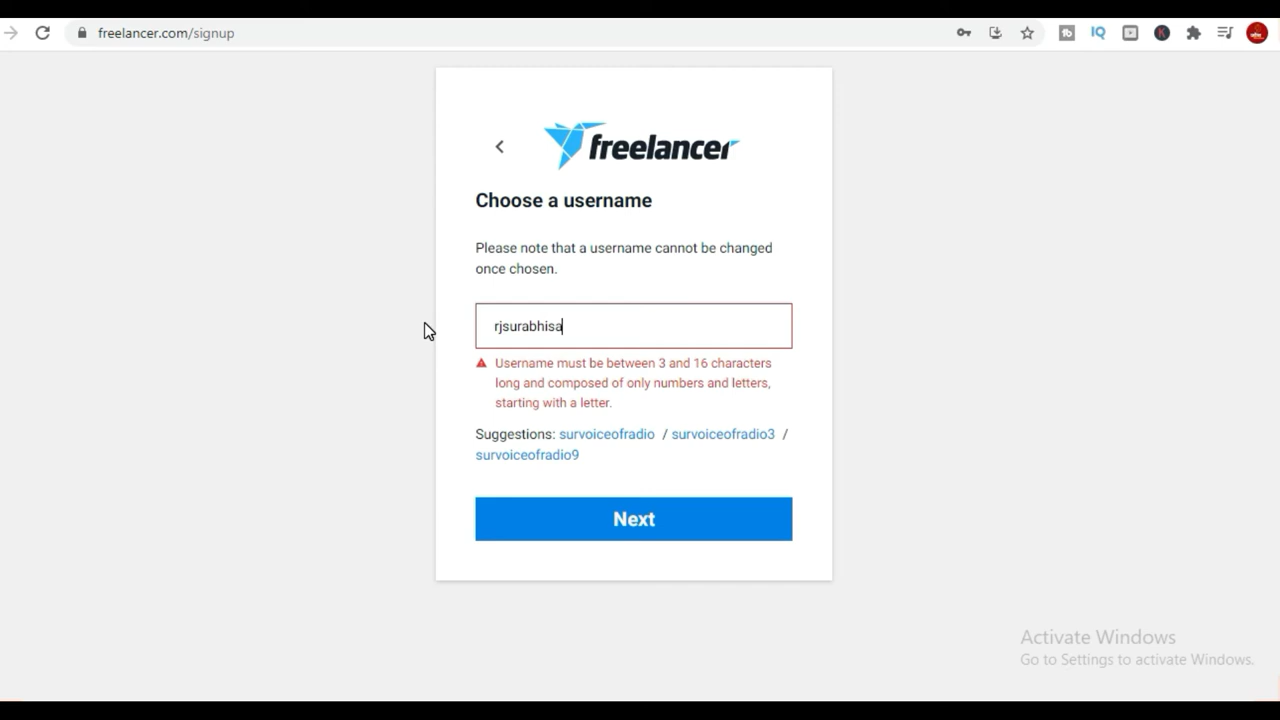 freelancer.com/signup
freelancer
Choose a username
Please note that a username cannot be changed
once chosen.
rjsurabhisa
Username must be between 3 and 16 characters
long and composed of only numbers and letters,
starting with a letter.
Suggestions: survoiceofradio / survoiceofradio3 /
survoiceofradio9
Next
Activate Windows
Go to Settings to activate Windows.